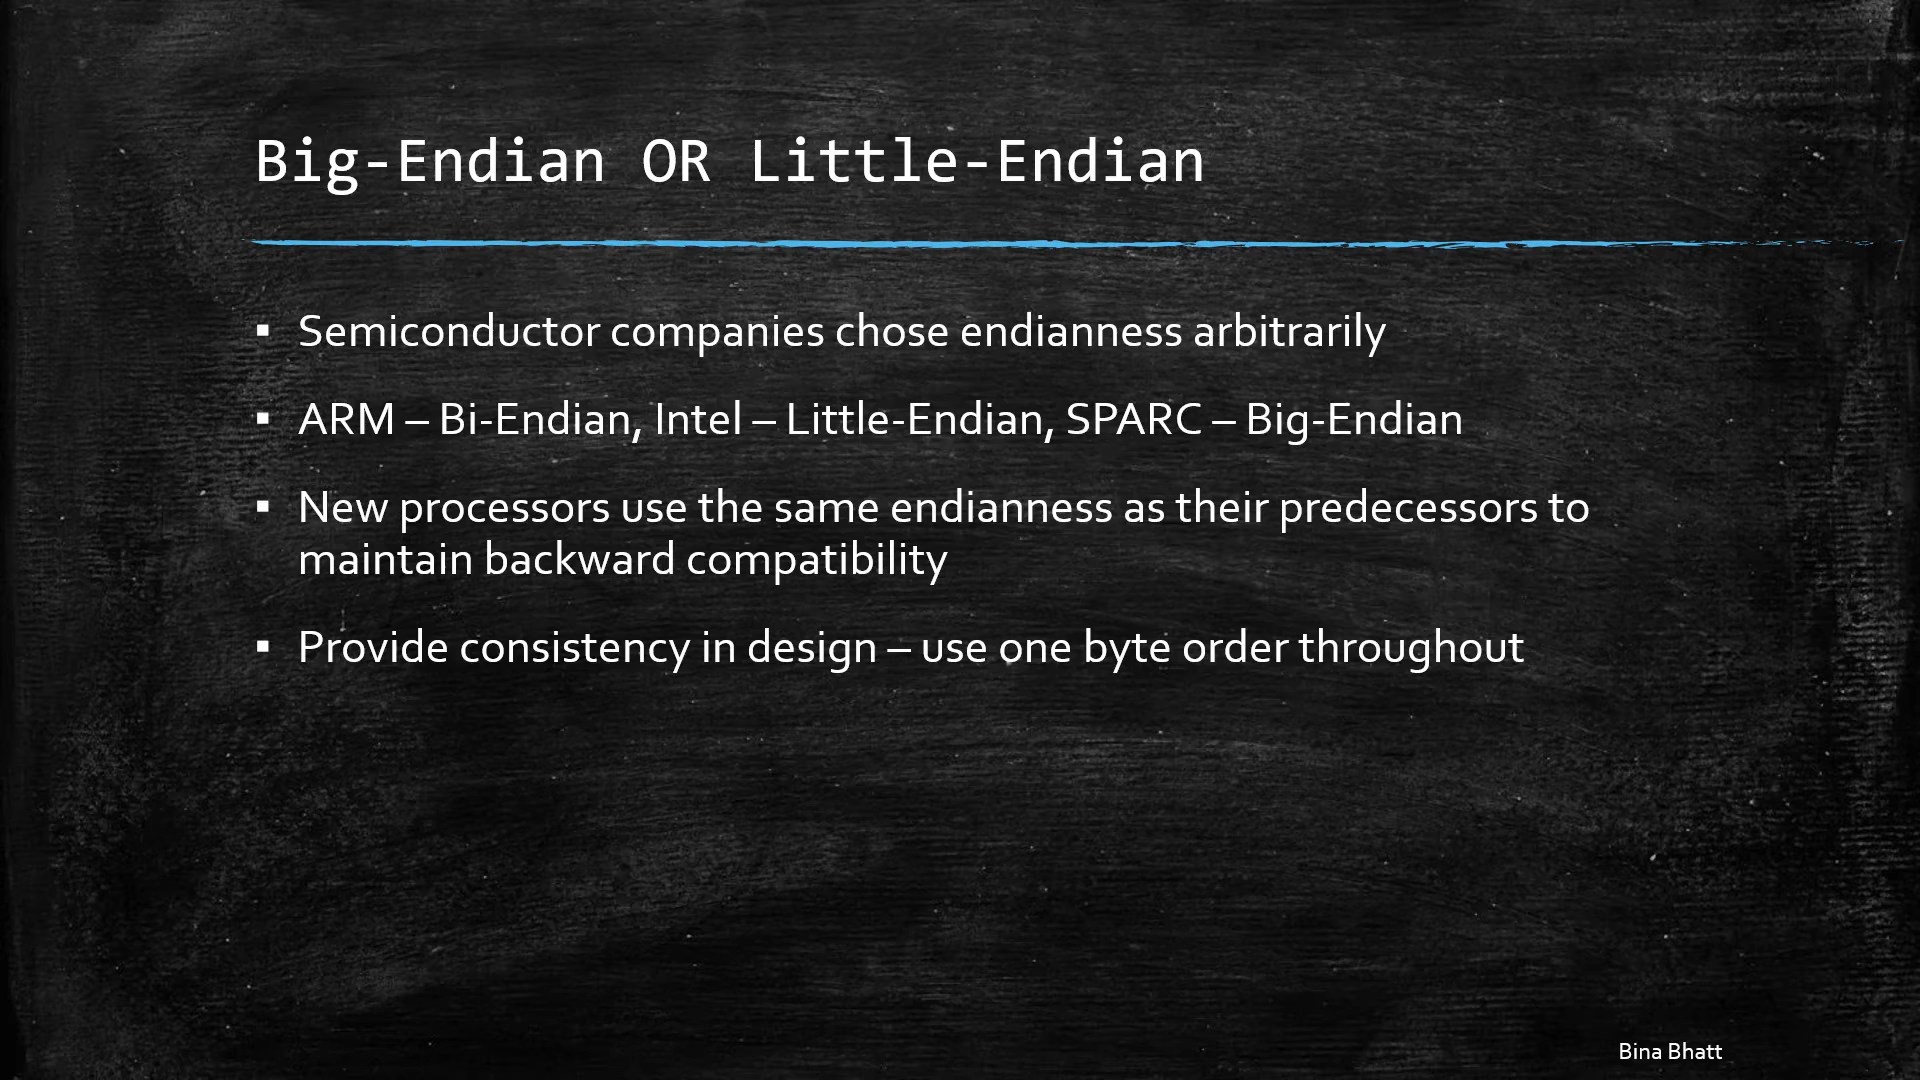 Big-Endian OR Little-Endian
▪ Semiconductor companies chose endianness arbitrarily
▪ ARM – Bi-Endian, Intel – Little-Endian, SPARC – Big-Endian
▪ New processors use the same endianness as their predecessors to
maintain backward compatibility
▪ Provide consistency in design – use one byte order throughout
Bina Bhatt